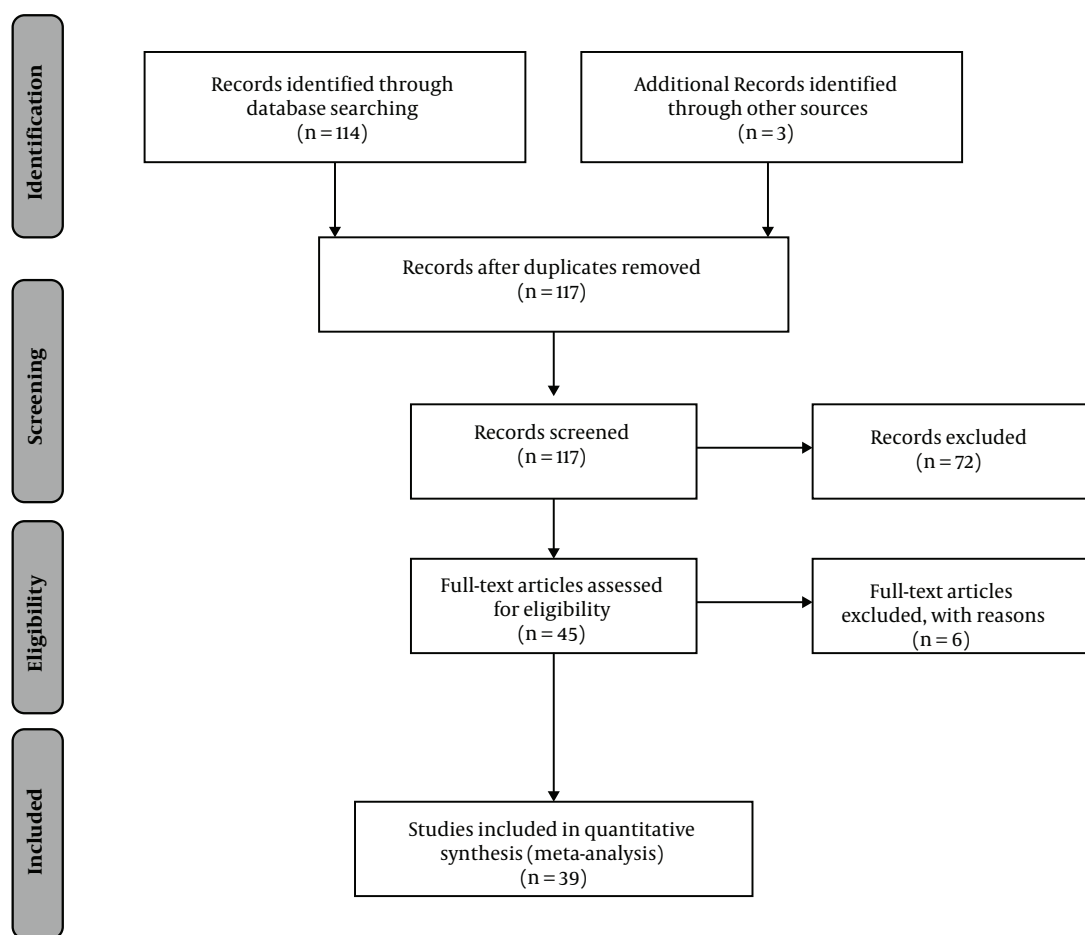 Identification
Records identified through
database searching
(n = 114)
Additional Records identified
through other sources
(n = 3)
Records after duplicates removed
(n = 117)
Screening
Records screened
(n = 117)
Records excluded
(n = 72)
Eligibility
Full-text articles assessed
for eligibility
(n = 45)
Full-text articles
excluded, with reasons
(n = 6)
Included
Studies included in quantitative
synthesis (meta-analysis)
(n = 39)